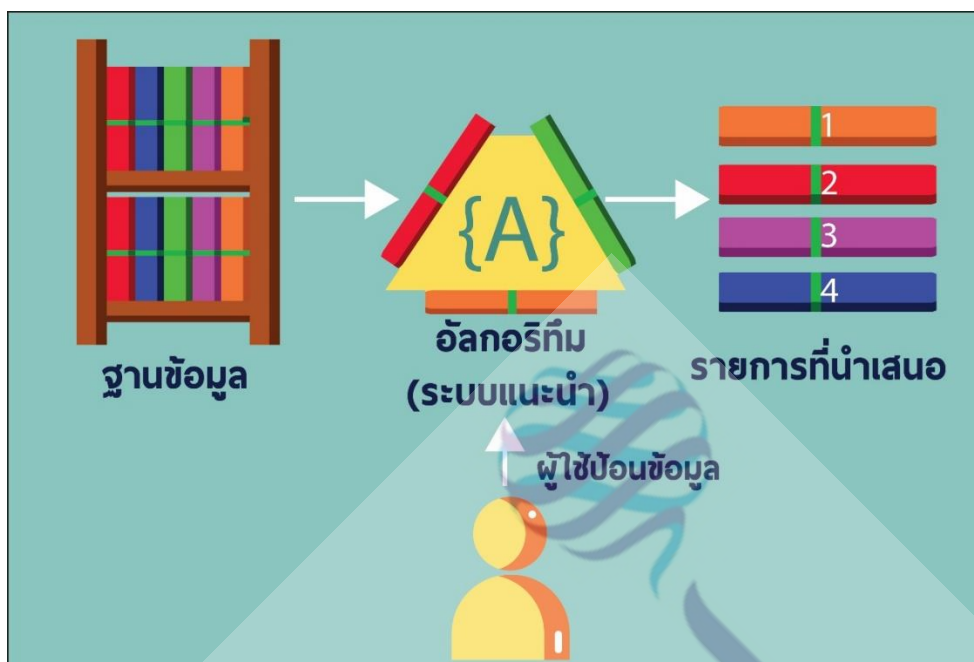 ฐานข้อมูล
{A}
อัลกอริทึม
(ระบบแนะนำ)
1
2
3
4
รายการที่นำเสนอ
ผู้ใช้ป้อนข้อมูล